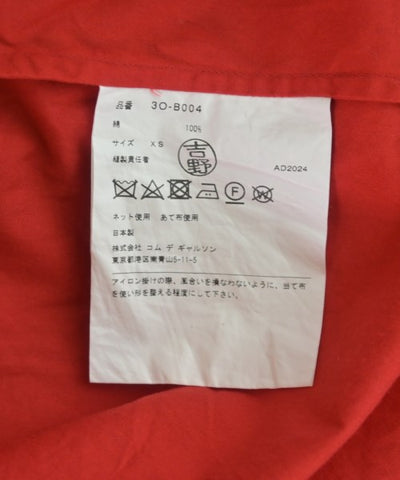 品番 3O-B004
綿 100%
サイズ XS
縫製責任者 吉野
AD2024
ネット使用 あて布使用
日本製
株式会社 コム デ ギャルソン
東京都港区南青山5-11-5
アイロン掛けの際、風合いを損なわないように、当て布
を使い形を整える程度にして下さい。